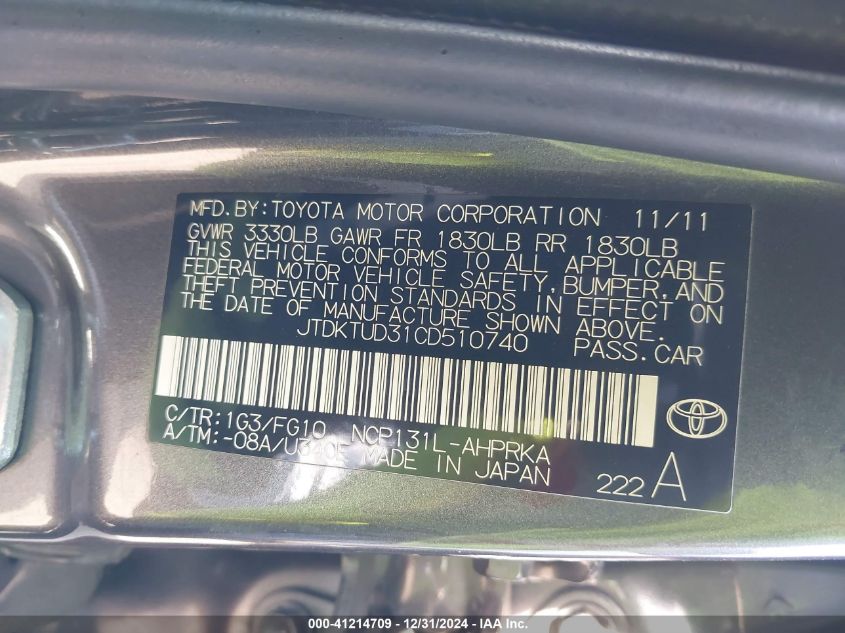 MFD.BY:TOYOTA MOTOR CORPORATION 11/11
GVWR 3330LB GAWR FR 1830LB RR 1830LB
THIS VEHICLE CONFORMS TO ALL APPLICABLE
FEDERAL MOTOR VEHICLE SAFETY,BUMPER,AND
THEFT PREVENTION STANDARDS IN EFFECT ON
THE DATE OF MANUFACTURE SHOWN ABOVE.
JTDKTUD31CD510740 PASS.CAR
C/TR:1G3/FG10 NCP131L-AHPRKA
A/TM:-08A/U340E MADE IN JAPAN
222 A
000-41214709 - 12/31/2024 - IAA Inc.